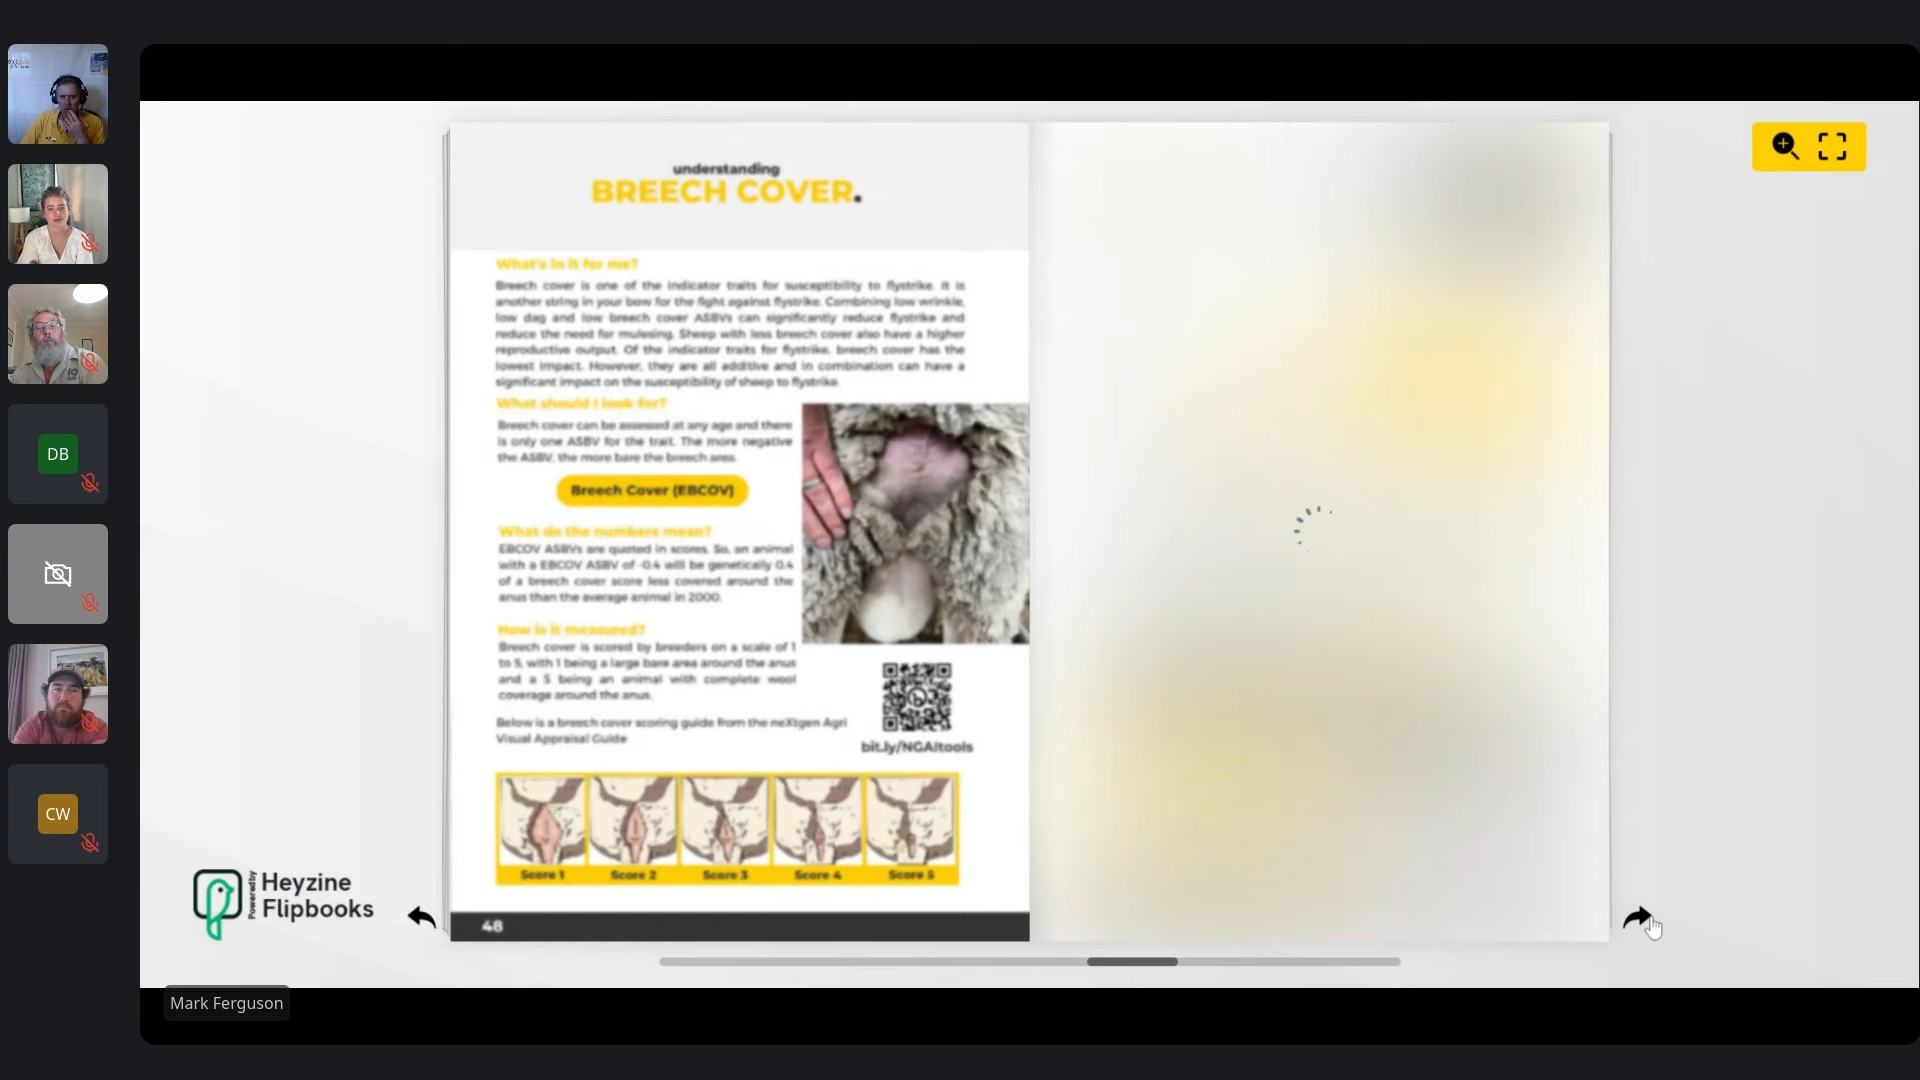 understanding
BREECH COVER.
What's in it for me?
Breech cover is one of the indicator traits for susceptibility to flystrike. It is
another string in your bow for the fight against flystrike. Combining low wrinkle,
low dag and low breech cover ASBVs can significantly reduce flystrike and
reduce the need for mulesing. Sheep with less breech cover also have a higher
reproductive output. Of the indicator traits for flystrike, breech cover has the
lowest impact. However, they are all additive and in combination can have a
significant impact on the susceptibility of sheep to flystrike.
What should I look for?
Breech cover can be assessed at any age and there
is only one ASBV for the trait. The more negative
the ASBV, the more bare the breech area.
Breech Cover (EBCOV)
What do the numbers mean?
EBCOV ASBVs are quoted in scores. So, an animal
with a EBCOV ASBV of -0.4 will be genetically 0.4
of a breech cover score less covered around the
anus than the average animal in 2000.
How is it measured?
Breech cover is scored by breeders on a scale of 1
to 5, with 1 being a large bare area around the anus
and a 5 being an animal with complete wool
coverage around the anus.
Below is a breech cover scoring guide from the neXtgen Agri
Visual Appraisal Guide
bit.ly/NGAItools
Score 1
Score 2
Score 3
Score 4
Score 5
48
DB
CW
Powered by
Heyzine
Flipbooks
Mark Ferguson